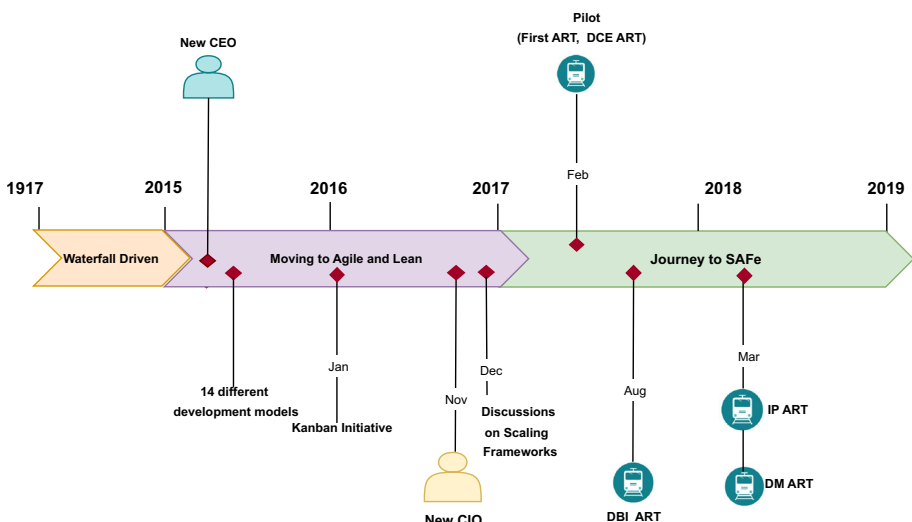 Pilot
(First ART, DCE ART)
New CEO
Feb
1917
2015
2016
2017
2018
2019
Waterfall Driven
Moving to Agile and Lean
Journey to SAFe
Jan
Nov
Dec
Aug
Mar
14 different
development models
Kanban Initiative
Discussions
on Scaling
Frameworks
IP ART
DM ART
New CIO
DBI ART